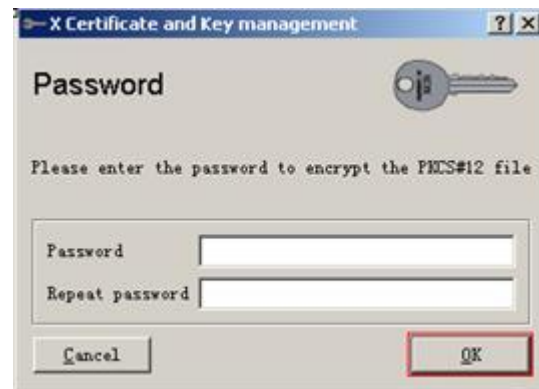 X Certificate and Key management
Password
Please enter the password to encrypt the PKCS#12 file
Password
Repeat password
Cancel
OK